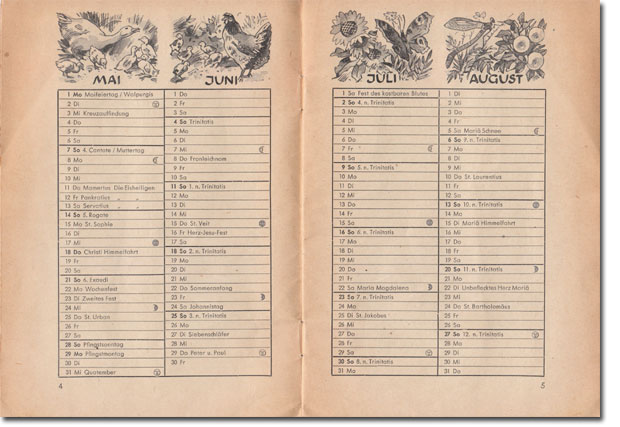 MAI
1 Mo Maifeiertag / Walpurgis
2 Di
3 Mi Kreuzauffindung
4 Do
5 Fr
6 Sa
7 So 4. Cantate / Muttertag
8 Mo
9 Di
10 Mi
11 Do Mamertus Die Eisheiligen
12 Fr Pankratius „ „
13 Sa Servatius „ „
14 So 5. Rogate
15 Mo St. Sophie
16 Di
17 Mi
18 Do Christi Himmelfahrt
19 Fr
20 Sa
21 So 6. Exaudi
22 Mo
23 Di
24 Mi
25 Do St. Urban
26 Fr
27 Sa
28 So Pfingstsonntag
29 Mo Pfingstmontag
30 Di
31 Mi Quatember
4
JUNI
1 Do
2 Fr
3 Sa
4 So Trinitatis
5 Mo
6 Di
7 Mi
8 Do Fronleichnam
9 Fr
10 Sa
11 So 1. n. Trinitatis
12 Mo
13 Di
14 Mi
15 Do St. Veit
16 Fr Herz-Jesu-Fest
17 Sa
18 So 2. n. Trinitatis
19 Mo
20 Di
21 Mi
22 Do Sommeranfang
23 Fr
24 Sa Johannistag
25 So 3. n. Trinitatis
26 Mo
27 Di Siebenschläfer
28 Mi
29 Do Peter u. Paul
30 Fr
JULI
1 Sa Fest des kostbaren Blutes
2 So 4. n. Trinitatis
3 Mo
4 Di
5 Mi
6 Do
7 Fr
8 Sa
9 So 5. n. Trinitatis
10 Mo
11 Di
12 Mi
13 Do
14 Fr
15 Sa
16 So 6. n. Trinitatis
17 Mo
18 Di
19 Mi
20 Do
21 Fr
22 Sa Maria Magdalena
23 So 7. n. Trinitatis
24 Mo
25 Di St. Jakobus
26 Mi
27 Do
28 Fr
29 Sa
30 So 8. n. Trinitatis
31 Mo
AUGUST
1 Di
2 Mi
3 Do
4 Fr
5 Sa Mariä Schnee
6 So 9. n. Trinitatis
7 Mo
8 Di
9 Mi
10 Do St. Laurentius
11 Fr
12 Sa
13 So 10. n. Trinitatis
14 Mo
15 Di Mariä Himmelfahrt
16 Mi
17 Do
18 Fr
19 Sa
20 So 11. n. Trinitatis
21 Mo
22 Di Unbeflecktes Herz Mariä
23 Mi
24 Do St. Bartholomäus
25 Fr
26 Sa
27 So 12. n. Trinitatis
28 Mo
29 Di
30 Mi
31 Do
5